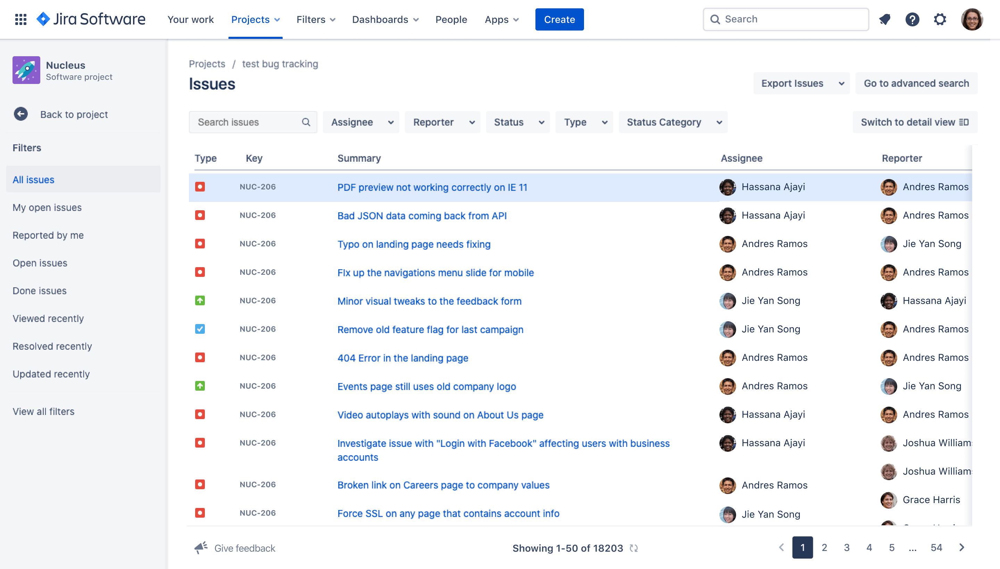 Jira Software Your work Projects Filters Dashboards People Apps Create Search
Nucleus
Software project
Back to project
Filters
All issues
My open issues
Reported by me
Open issues
Done issues
Viewed recently
Resolved recently
Updated recently
View all filters
Projects / test bug tracking
Issues
Export Issues Go to advanced search
Search issues Assignee Reporter Status Type Status Category Switch to detail view
Type Key Summary Assignee Reporter
NUC-206 PDF preview not working correctly on IE 11 Hassana Ajayi Andres Ramos
NUC-206 Bad JSON data coming back from API Hassana Ajayi Andres Ramos
NUC-206 Typo on landing page needs fixing Andres Ramos Jie Yan Song
NUC-206 FIx up the navigations menu slide for mobile Andres Ramos Andres Ramos
NUC-206 Minor visual tweaks to the feedback form Jie Yan Song Hassana Ajayi
NUC-206 Remove old feature flag for last campaign Jie Yan Song Andres Ramos
NUC-206 404 Error in the landing page Andres Ramos Andres Ramos
NUC-206 Events page still uses old company logo Andres Ramos Jie Yan Song
NUC-206 Video autoplays with sound on About Us page Hassana Ajayi Andres Ramos
NUC-206 Investigate issue with "Login with Facebook" affecting users with business Hassana Ajayi Joshua Williams
accounts
Joshua Williams
NUC-206 Broken link on Careers page to company values Andres Ramos
Grace Harris
NUC-206 Force SSL on any page that contains account info Jie Yan Song
Give feedback Showing 1-50 of 18203 1 2 3 4 5 ... 54